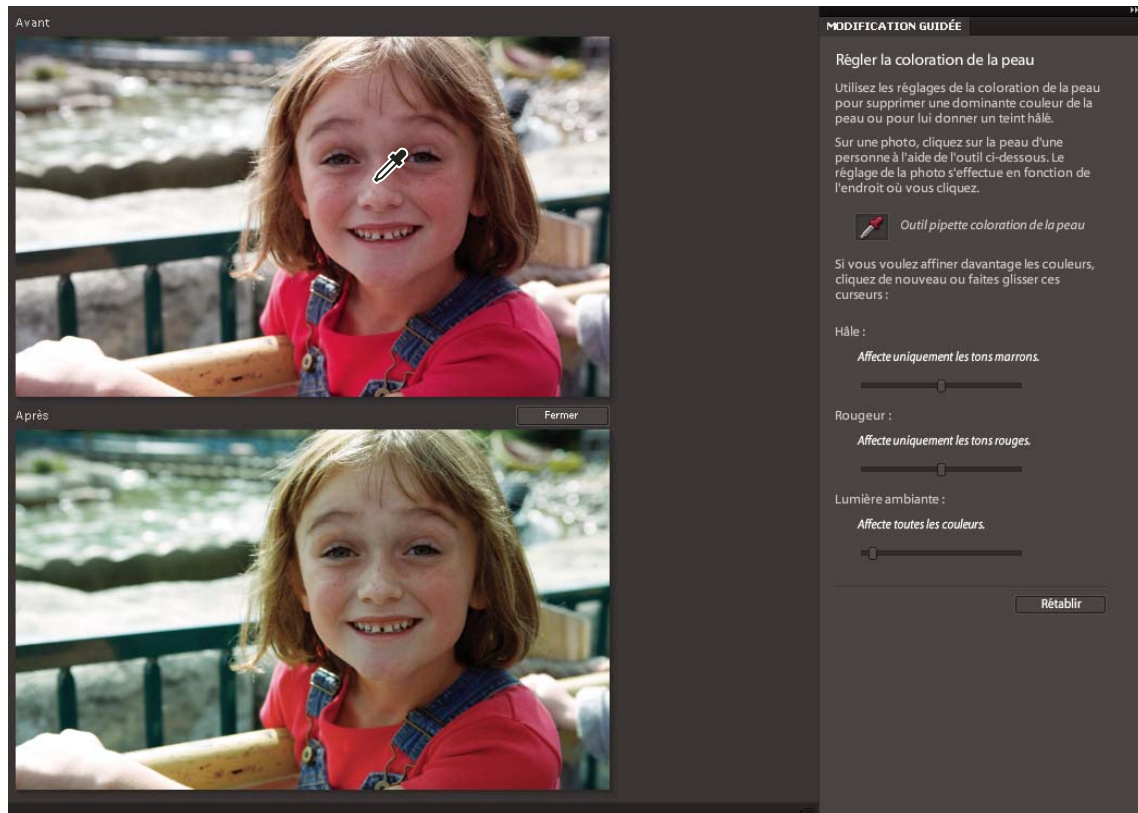 Avant
MODIFICATION GUIDÉE
Régler la coloration de la peau
Utilisez les réglages de la coloration de la peau
pour supprimer une dominante couleur de la
peau ou pour lui donner un teint hâlé.
Sur une photo, cliquez sur la peau d'une
personne à l'aide de l'outil ci-dessous. Le
réglage de la photo s'effectue en fonction de
l'endroit où vous cliquez.
Outil pipette coloration de la peau
Si vous voulez affiner davantage les couleurs,
cliquez de nouveau ou faites glisser ces
curseurs :
Hâle :
Affecte uniquement les tons marrons.
Rougeur :
Affecte uniquement les tons rouges.
Lumière ambiante :
Affecte toutes les couleurs.
Rétablir
Après
Fermer